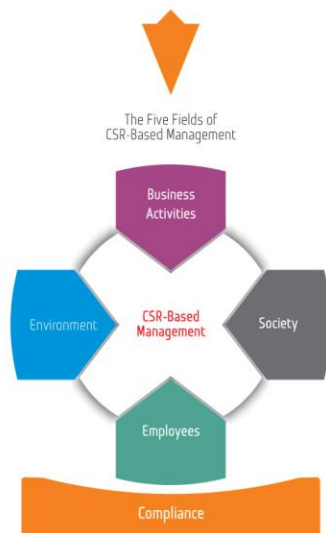 The Five Fields of
CSR-Based Management
Business
Activities
Environment
CSR-Based
Management
Society
Employees
Compliance